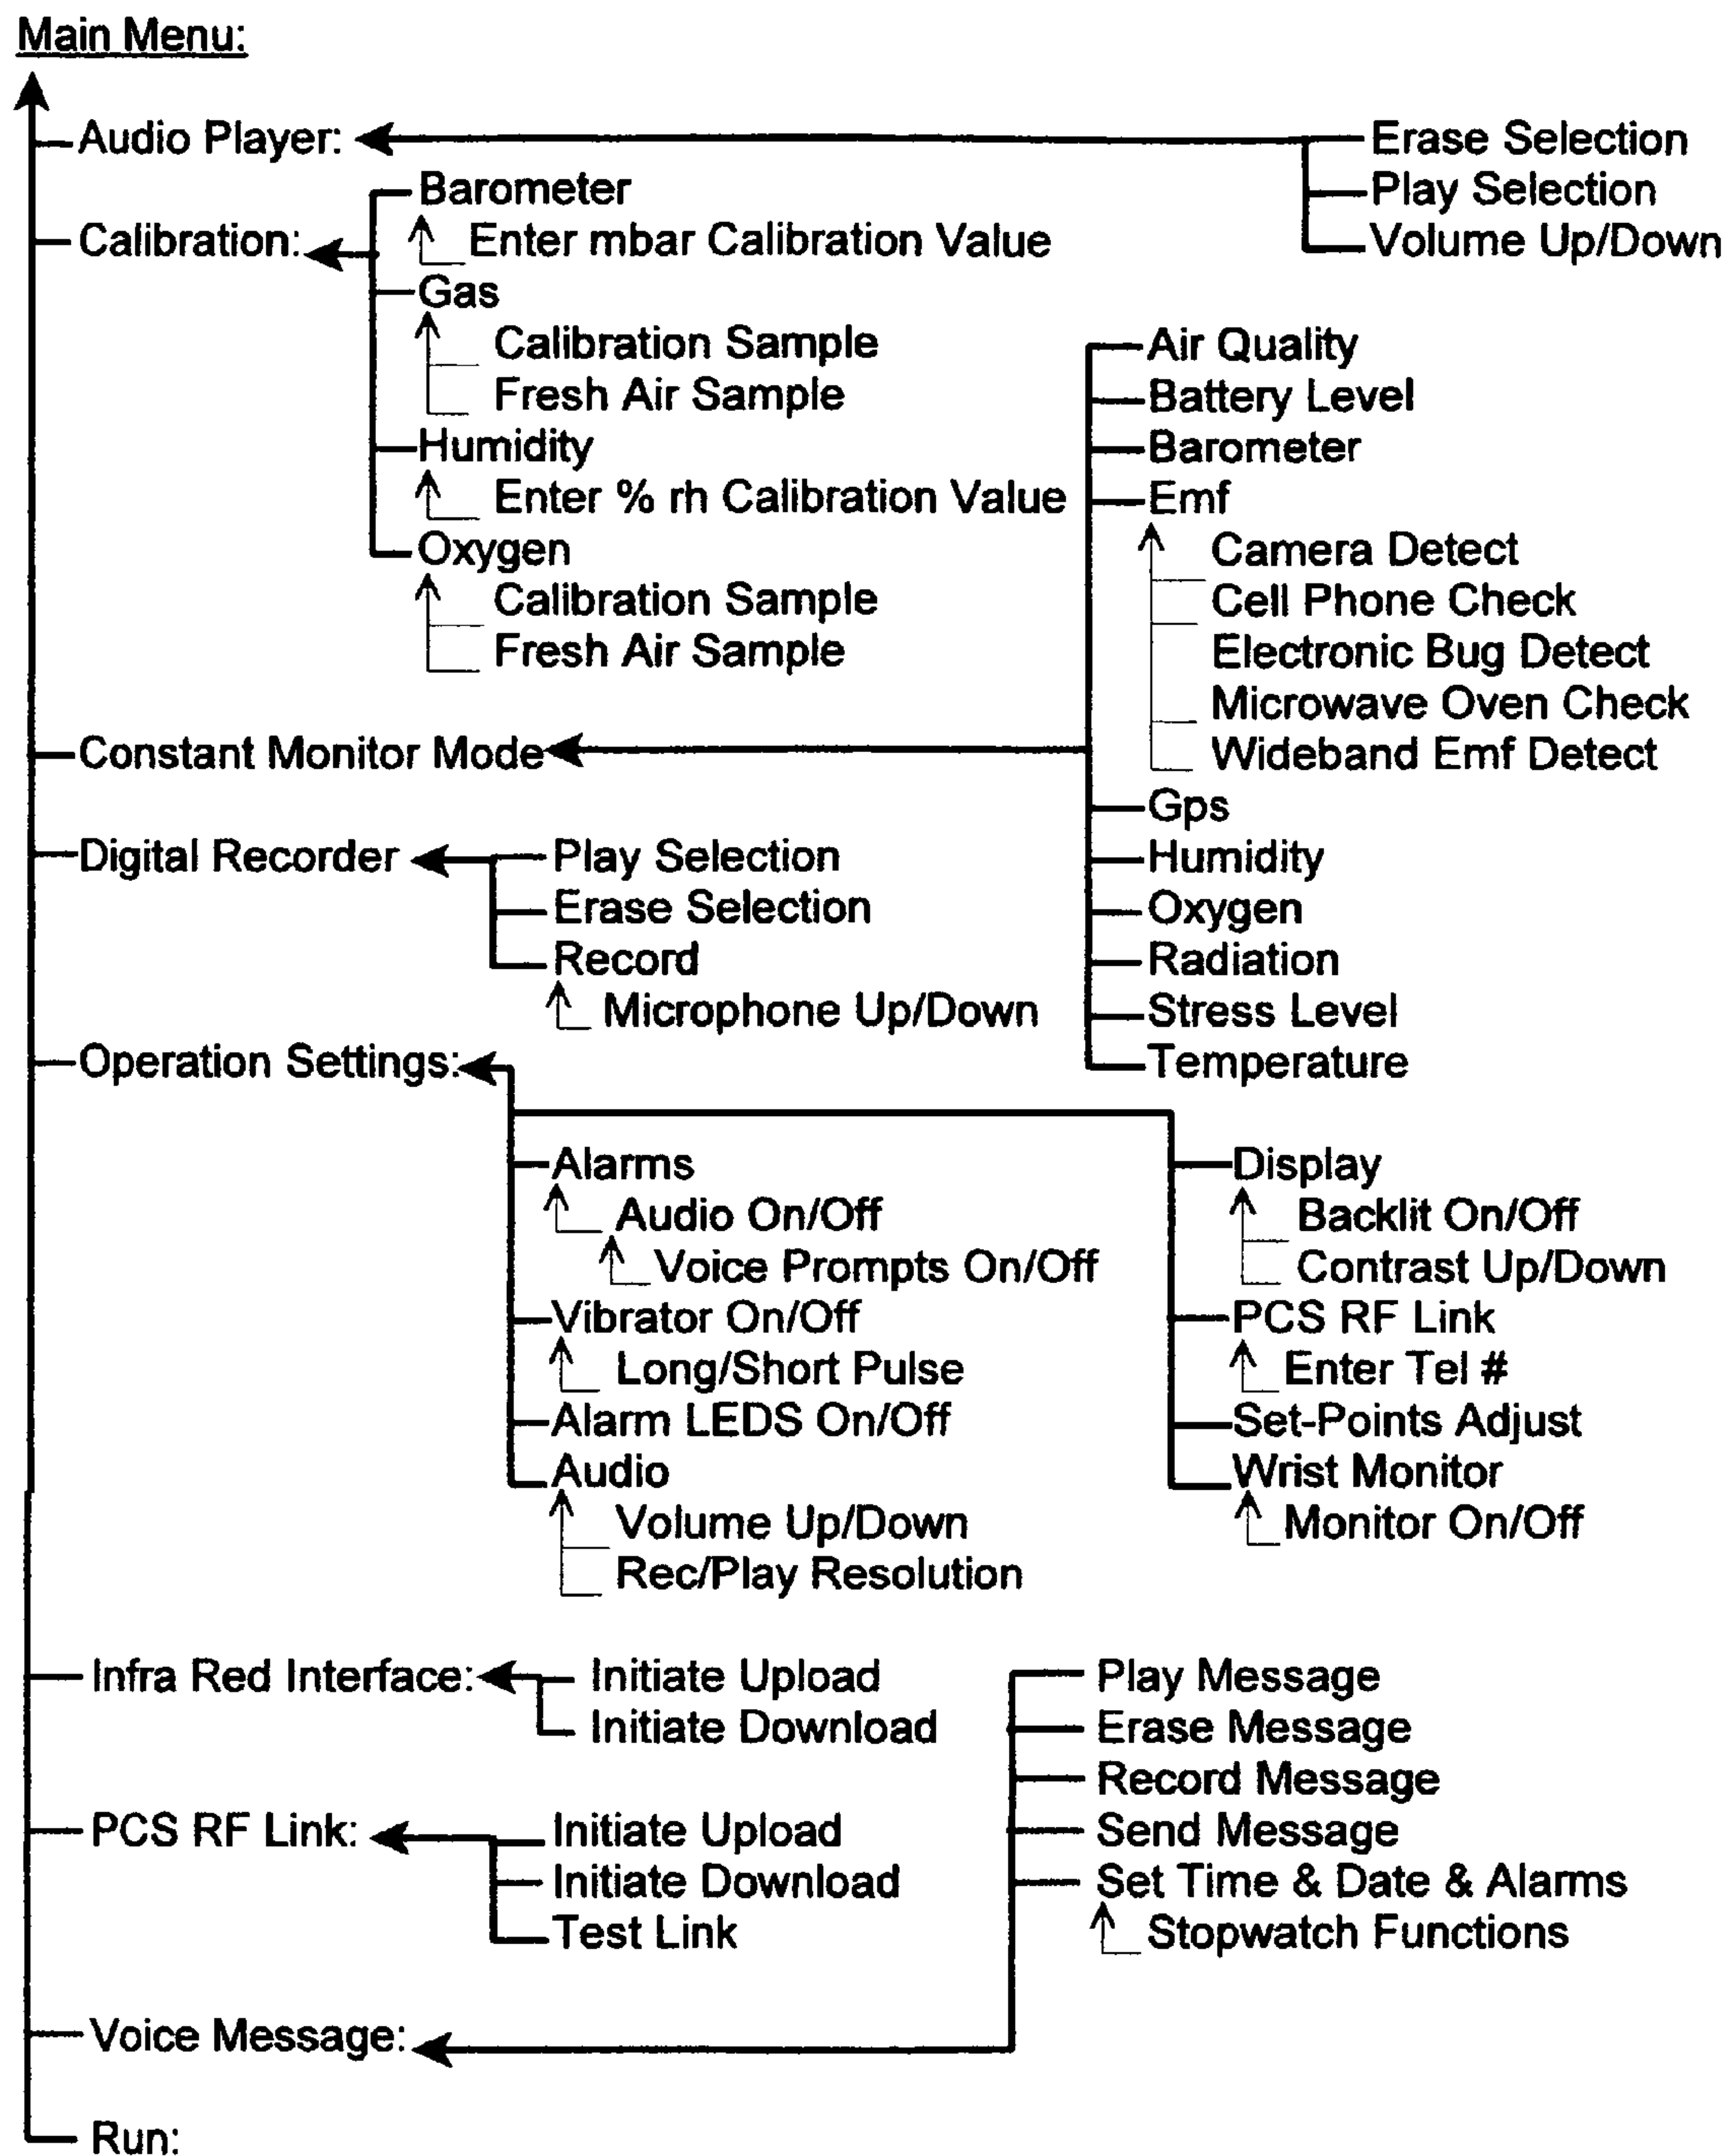 Main Menu:
Audio Player:
Erase Selection
Play Selection
Volume Up/Down
Calibration:
Barometer
Enter mbar Calibration Value
Gas
Calibration Sample
Fresh Air Sample
Humidity
Enter % rh Calibration Value
Oxygen
Calibration Sample
Fresh Air Sample
Constant Monitor Mode
Air Quality
Battery Level
Barometer
Emf
Camera Detect
Cell Phone Check
Electronic Bug Detect
Microwave Oven Check
Wideband Emf Detect
Gps
Humidity
Oxygen
Radiation
Stress Level
Temperature
Digital Recorder
Play Selection
Erase Selection
Record
Microphone Up/Down
Operation Settings:
Alarms
Audio On/Off
Voice Prompts On/Off
Vibrator On/Off
Long/Short Pulse
Alarm LEDS On/Off
Audio
Volume Up/Down
Rec/Play Resolution
Display
Backlit On/Off
Contrast Up/Down
PCS RF Link
Enter Tel #
Set-Points Adjust
Wrist Monitor
Monitor On/Off
Infra Red Interface:
Initiate Upload
Initiate Download
PCS RF Link:
Initiate Upload
Initiate Download
Test Link
Voice Message:
Play Message
Erase Message
Record Message
Send Message
Set Time & Date & Alarms
Stopwatch Functions
Run: